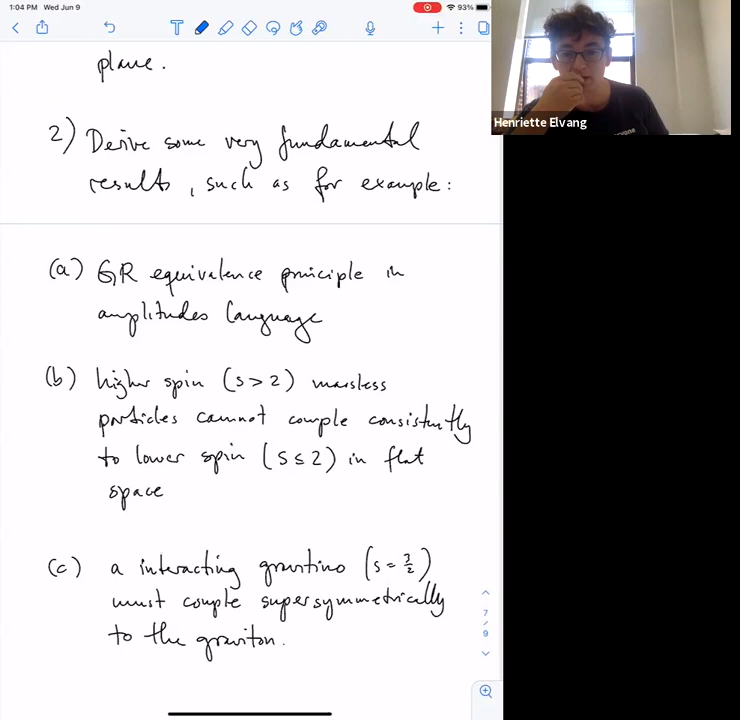 1:04 PM Wed Jun 9
93%
plane.
2) Derive some very fundamental
results, such as for example:
(a) GR equivalence principle in
amplitudes language
(b) higher spin (s > 2) massless
particles cannot couple consistently
to lower spin (s ≤ 2) in flat
space
(c) a interacting gravitino (s = 3/2)
must couple supersymmetrically
to the graviton.
7
/
9
Henriette Elvang